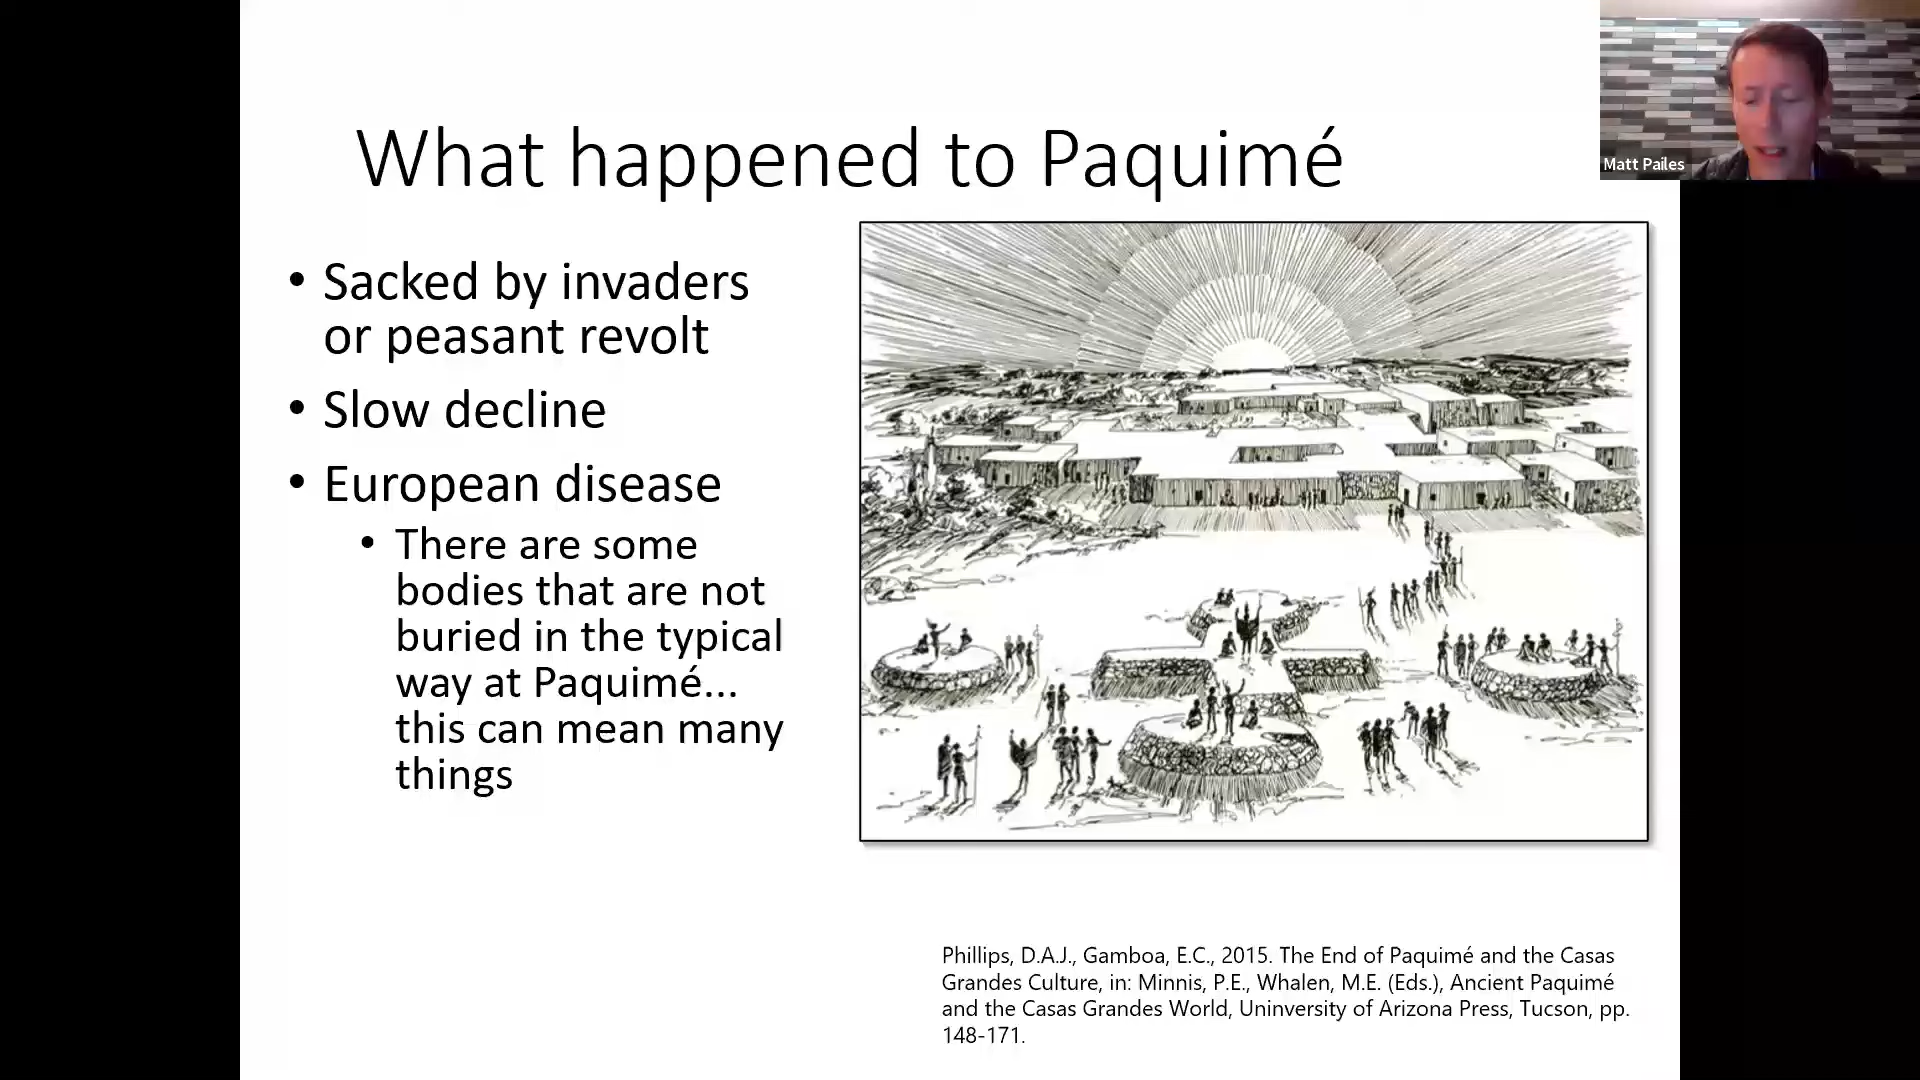 What happened to Paquimé
Matt Pailes
• Sacked by invaders
or peasant revolt
• Slow decline
• European disease
• There are some
bodies that are not
buried in the typical
way at Paquimé...
this can mean many
things
Phillips, D.A.J., Gamboa, E.C., 2015. The End of Paquimé and the Casas
Grandes Culture, in: Minnis, P.E., Whalen, M.E. (Eds.), Ancient Paquimé
and the Casas Grandes World, Uninversity of Arizona Press, Tucson, pp.
148-171.